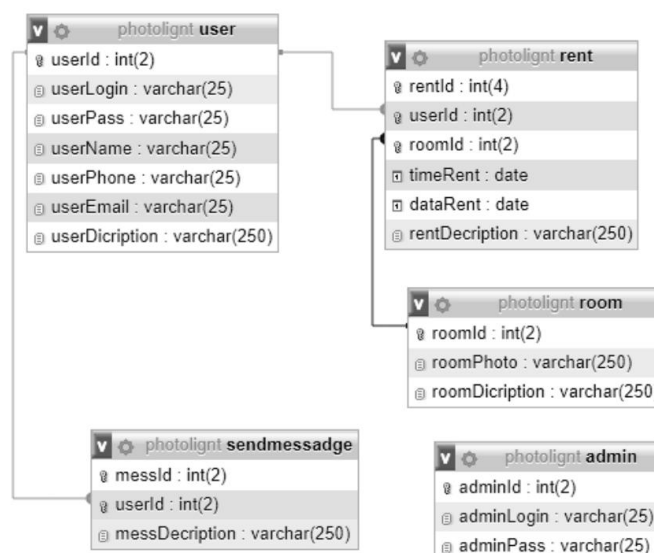 photolignt user
userId : int(2)
userLogin : varchar(25)
userPass : varchar(25)
userName : varchar(25)
userPhone : varchar(25)
userEmail : varchar(25)
userDicription : varchar(250)
photolignt rent
rentId : int(4)
userId : int(2)
roomId : int(2)
timeRent : date
dataRent : date
rentDecription : varchar(250)
photolignt room
roomId : int(2)
roomPhoto : varchar(250)
roomDicription : varchar(250
photolignt sendmessadge
messId : int(2)
userId : int(2)
messDecription : varchar(250)
photolignt admin
adminId : int(2)
adminLogin : varchar(25)
adminPass : varchar(25)